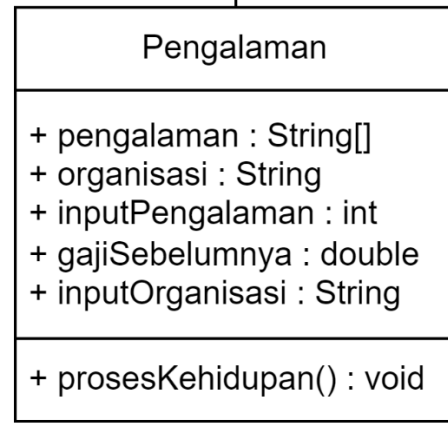 Pengalaman
+ pengalaman : String[]
+ organisasi : String
+ inputPengalaman : int
+ gajiSebelumnya : double
+ inputOrganisasi : String
+ prosesKehidupan() : void